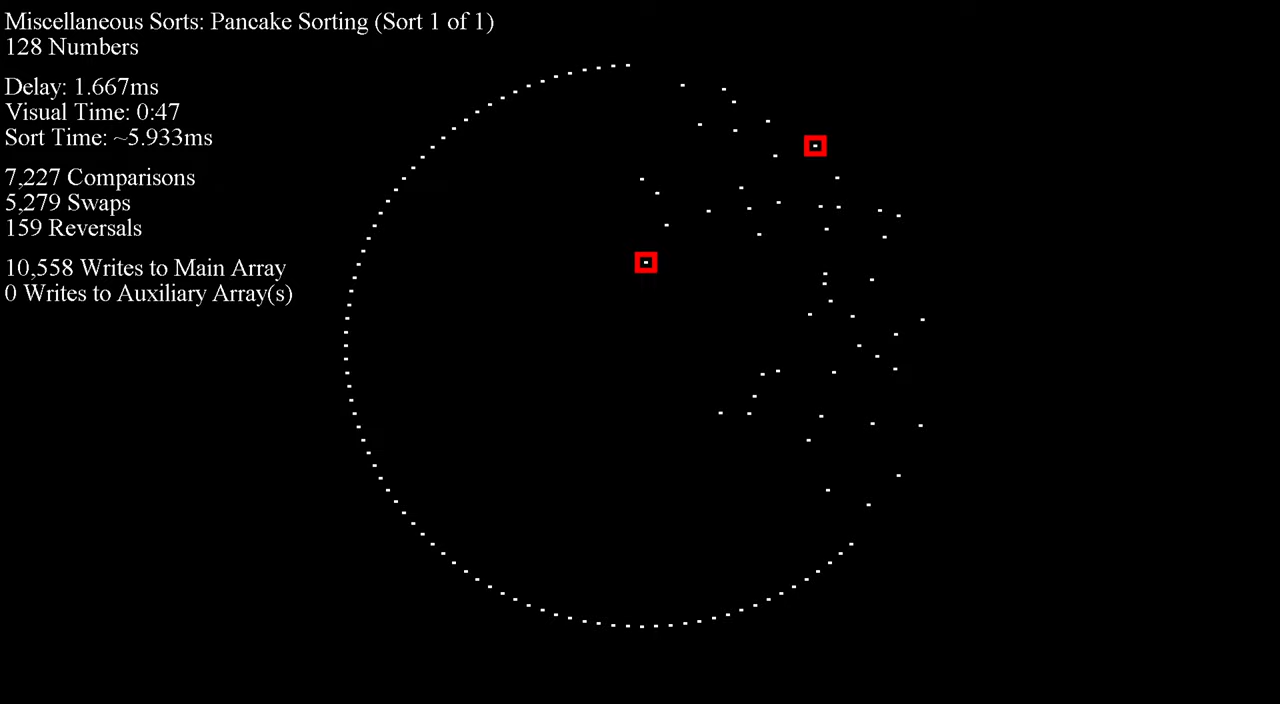 Miscellaneous Sorts: Pancake Sorting (Sort 1 of 1)
128 Numbers
Delay: 1.667ms
Visual Time: 0:47
Sort Time: ~5.933ms
7,227 Comparisons
5,279 Swaps
159 Reversals
10,558 Writes to Main Array
0 Writes to Auxiliary Array(s)